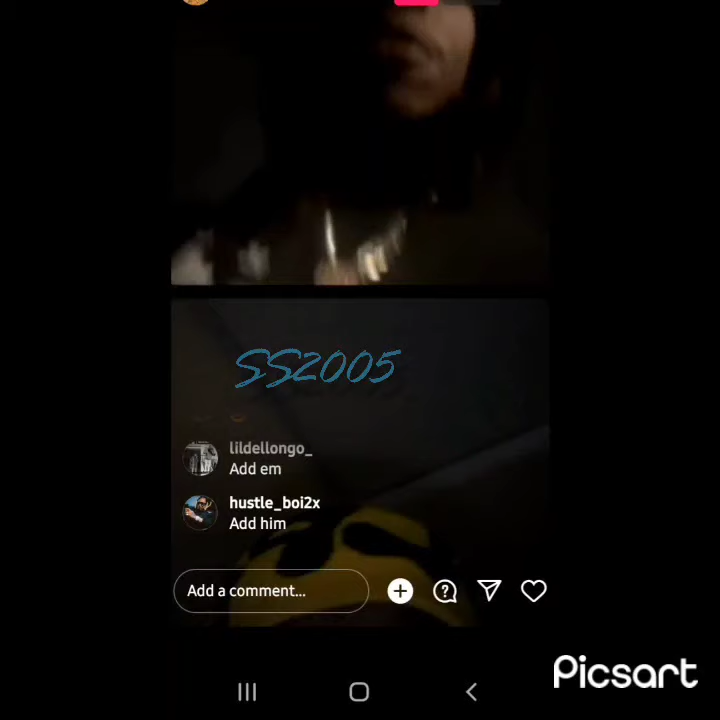 SS2005
lildellongo_
Add em
hustle_boi2x
Add him
Add a comment...
Picsart